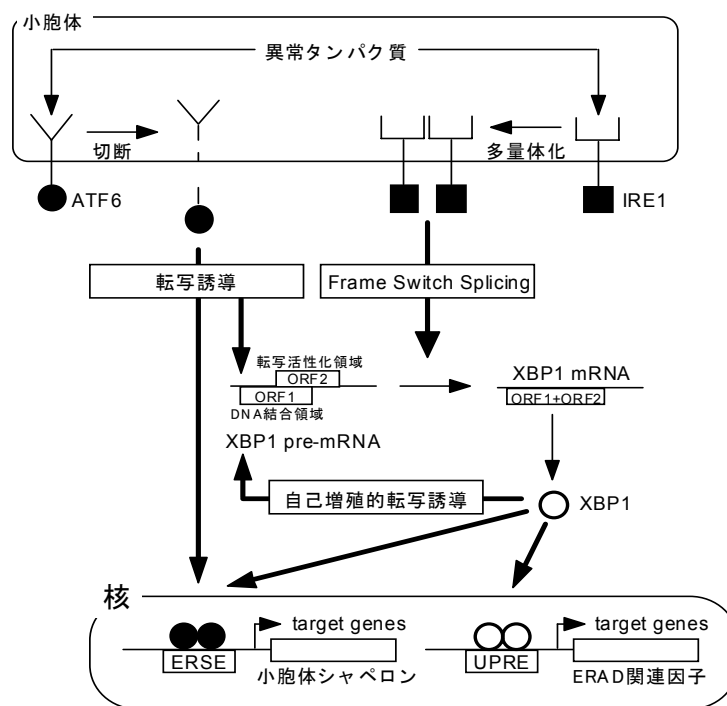 小胞体
異常タンパク質
切断
多量体化
ATF6
IRE1
転写誘導
Frame Switch Splicing
転写活性化領域
ORF2
ORF1
DNA結合領域
XBP1 pre-mRNA
XBP1 mRNA
ORF1+ORF2
自己増殖的転写誘導
XBP1
核
target genes
ERSE
小胞体シャペロン
target genes
UPRE
ERAD関連因子